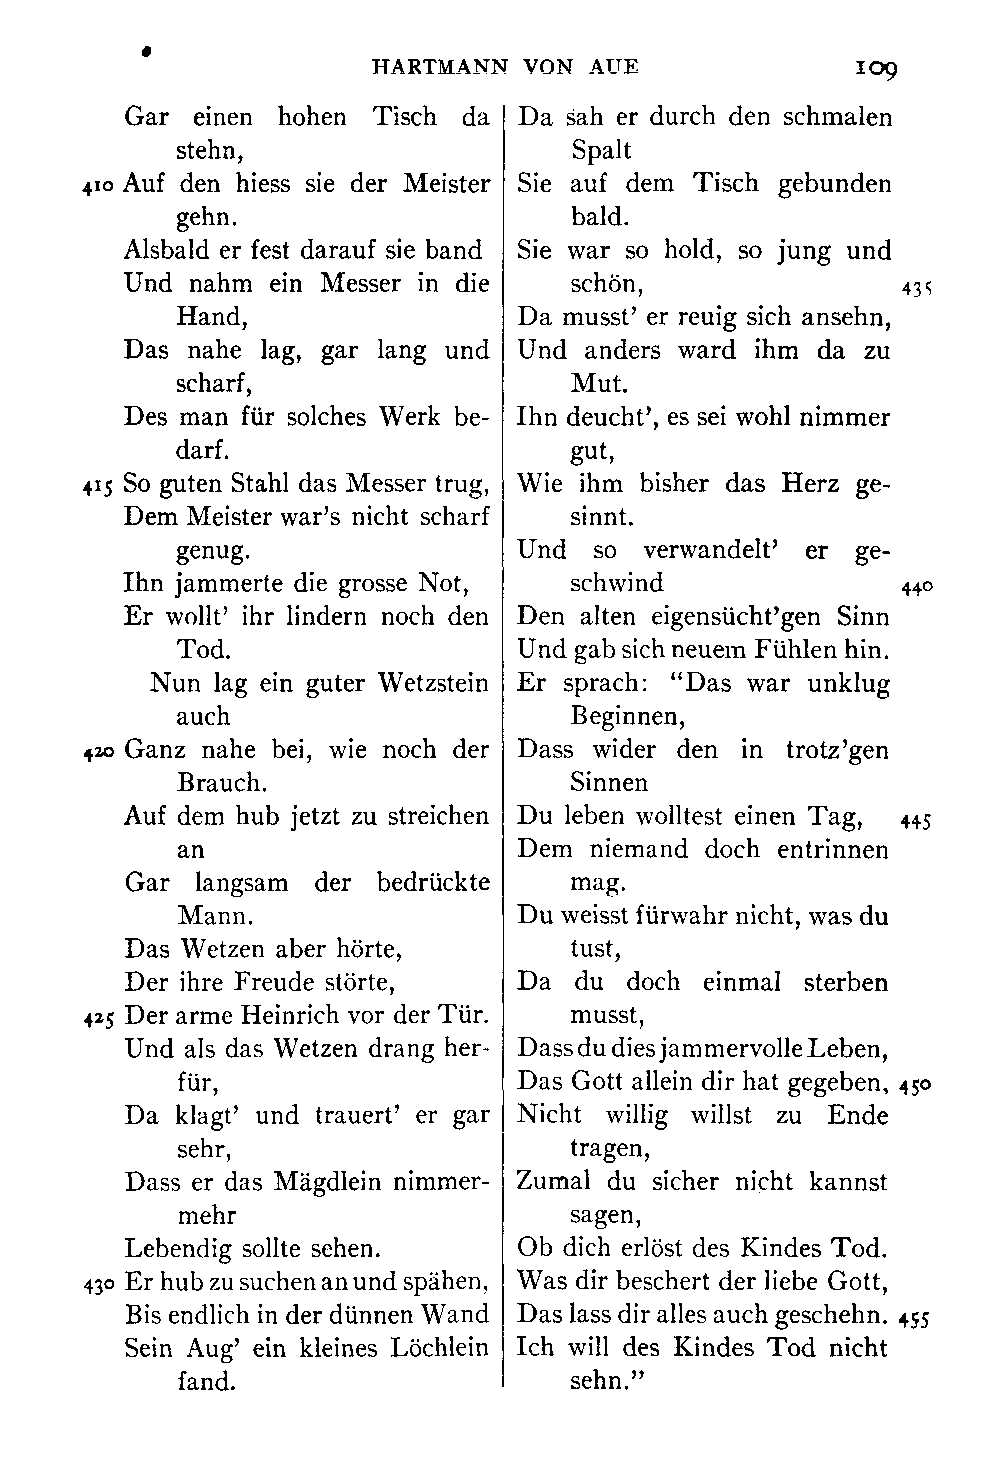 HARTMANN VON AUE 109
Gar einen hohen Tisch da
stehn,
410 Auf den hiess sie der Meister
gehn.
Alsbald er fest darauf sie band
Und nahm ein Messer in die
Hand,
Das nahe lag, gar lang und
scharf,
Des man für solches Werk be-
darf.
415 So guten Stahl das Messer trug,
Dem Meister war's nicht scharf
genug.
Ihn jammerte die grosse Not,
Er wollt' ihr lindern noch den
Tod.
Nun lag ein guter Wetzstein
auch
420 Ganz nahe bei, wie noch der
Brauch.
Auf dem hub jetzt zu streichen
an
Gar langsam der bedrückte
Mann.
Das Wetzen aber hörte,
Der ihre Freude störte,
425 Der arme Heinrich vor der Tür.
Und als das Wetzen drang her-
für,
Da klagt' und trauert' er gar
sehr,
Dass er das Mägdlein nimmer-
mehr
Lebendig sollte sehen.
430 Er hub zu suchen an und spähen,
Bis endlich in der dünnen Wand
Sein Aug' ein kleines Löchlein
fand.
Da sah er durch den schmalen
Spalt
Sie auf dem Tisch gebunden
bald.
Sie war so hold, so jung und
schön, 435
Da musst' er reuig sich ansehn,
Und anders ward ihm da zu
Mut.
Ihn deucht', es sei wohl nimmer
gut,
Wie ihm bisher das Herz ge-
sinnt.
Und so verwandelt' er ge-
schwind 440
Den alten eigensücht'gen Sinn
Und gab sich neuem Fühlen hin.
Er sprach: "Das war unklug
Beginnen,
Dass wider den in trotz'gen
Sinnen
Du leben wolltest einen Tag, 445
Dem niemand doch entrinnen
mag.
Du weisst fürwahr nicht, was du
tust,
Da du doch einmal sterben
musst,
Dass du dies jammervolle Leben,
Das Gott allein dir hat gegeben, 450
Nicht willig willst zu Ende
tragen,
Zumal du sicher nicht kannst
sagen,
Ob dich erlöst des Kindes Tod.
Was dir beschert der liebe Gott,
Das lass dir alles auch geschehn. 455
Ich will des Kindes Tod nicht
sehn."